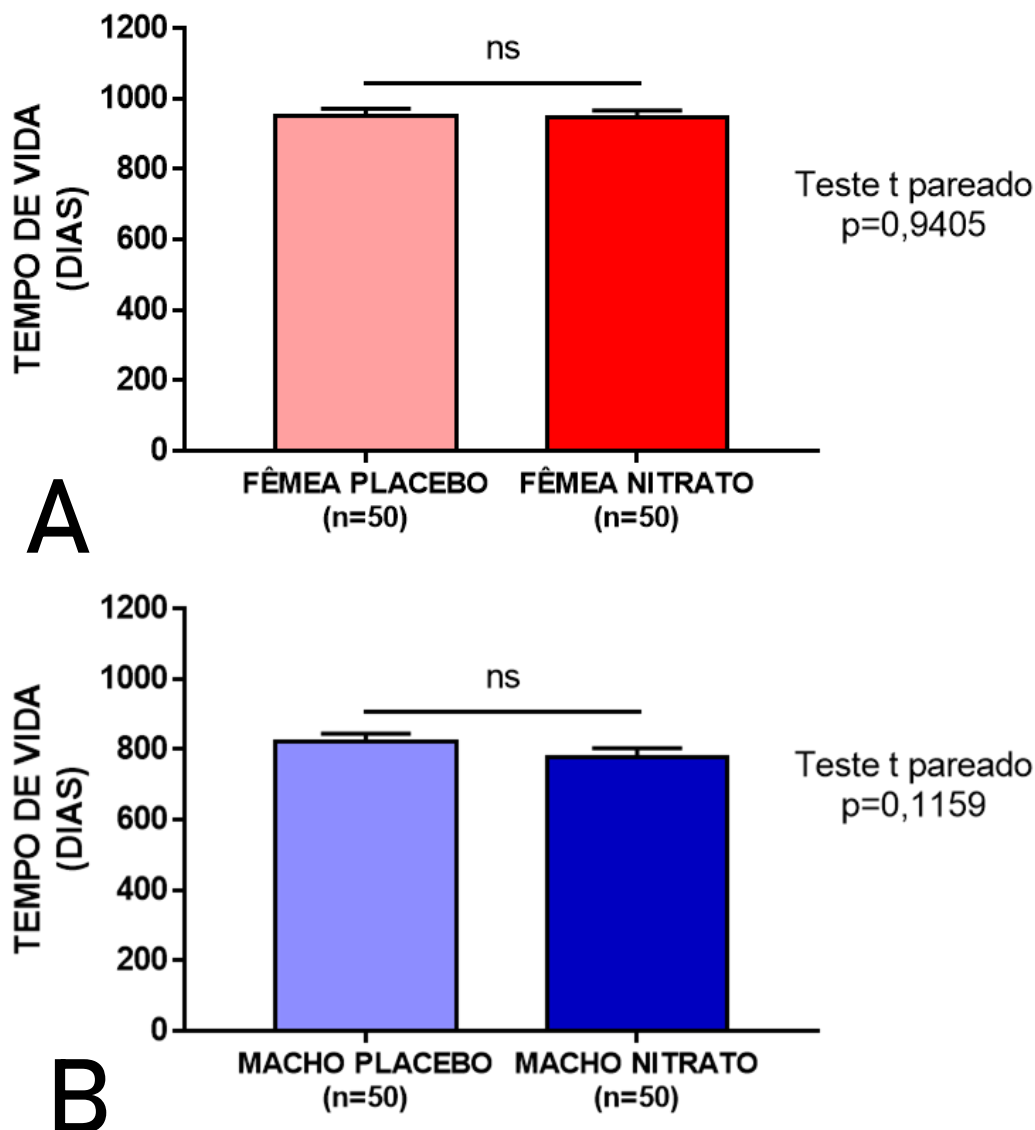 1200
1000
800
600
400
200
0
TEMPO DE VIDA
(DIAS)
ns
Teste t pareado
p=0,9405
FÊMEA PLACEBO
(n=50)
FÊMEA NITRATO
(n=50)
A
1200
1000
800
600
400
200
0
TEMPO DE VIDA
(DIAS)
ns
Teste t pareado
p=0,1159
MACHO PLACEBO
(n=50)
MACHO NITRATO
(n=50)
B